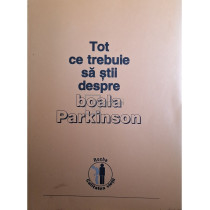 Tot
ce trebuie
să știi
despre
boala
Parkinson